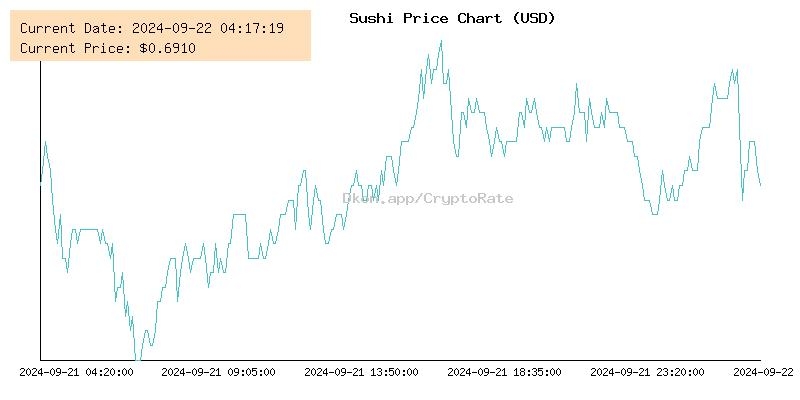 Sushi Price Chart (USD)
Current Date: 2024-09-22 04:17:19
Current Price: $0.6910
Dkon.app/CryptoRate
2024-09-21 04:20:00 2024-09-21 09:05:00 2024-09-21 13:50:00 2024-09-21 18:35:00 2024-09-21 23:20:00 2024-09-22